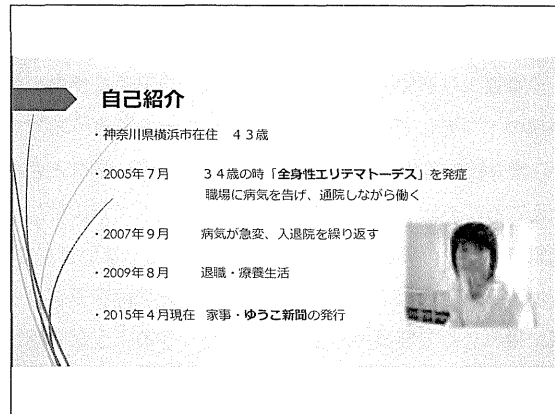 自己紹介
・神奈川県横浜市在住　４３歳
・2005年７月　３４歳の時「全身性エリテマトーデス」を発症
職場に病気を告げ、通院しながら働く
・2007年９月　病気が急変、入退院を繰り返す
・2009年８月　退職・療養生活
・2015年４月現在　家事・ゆうこ新聞の発行